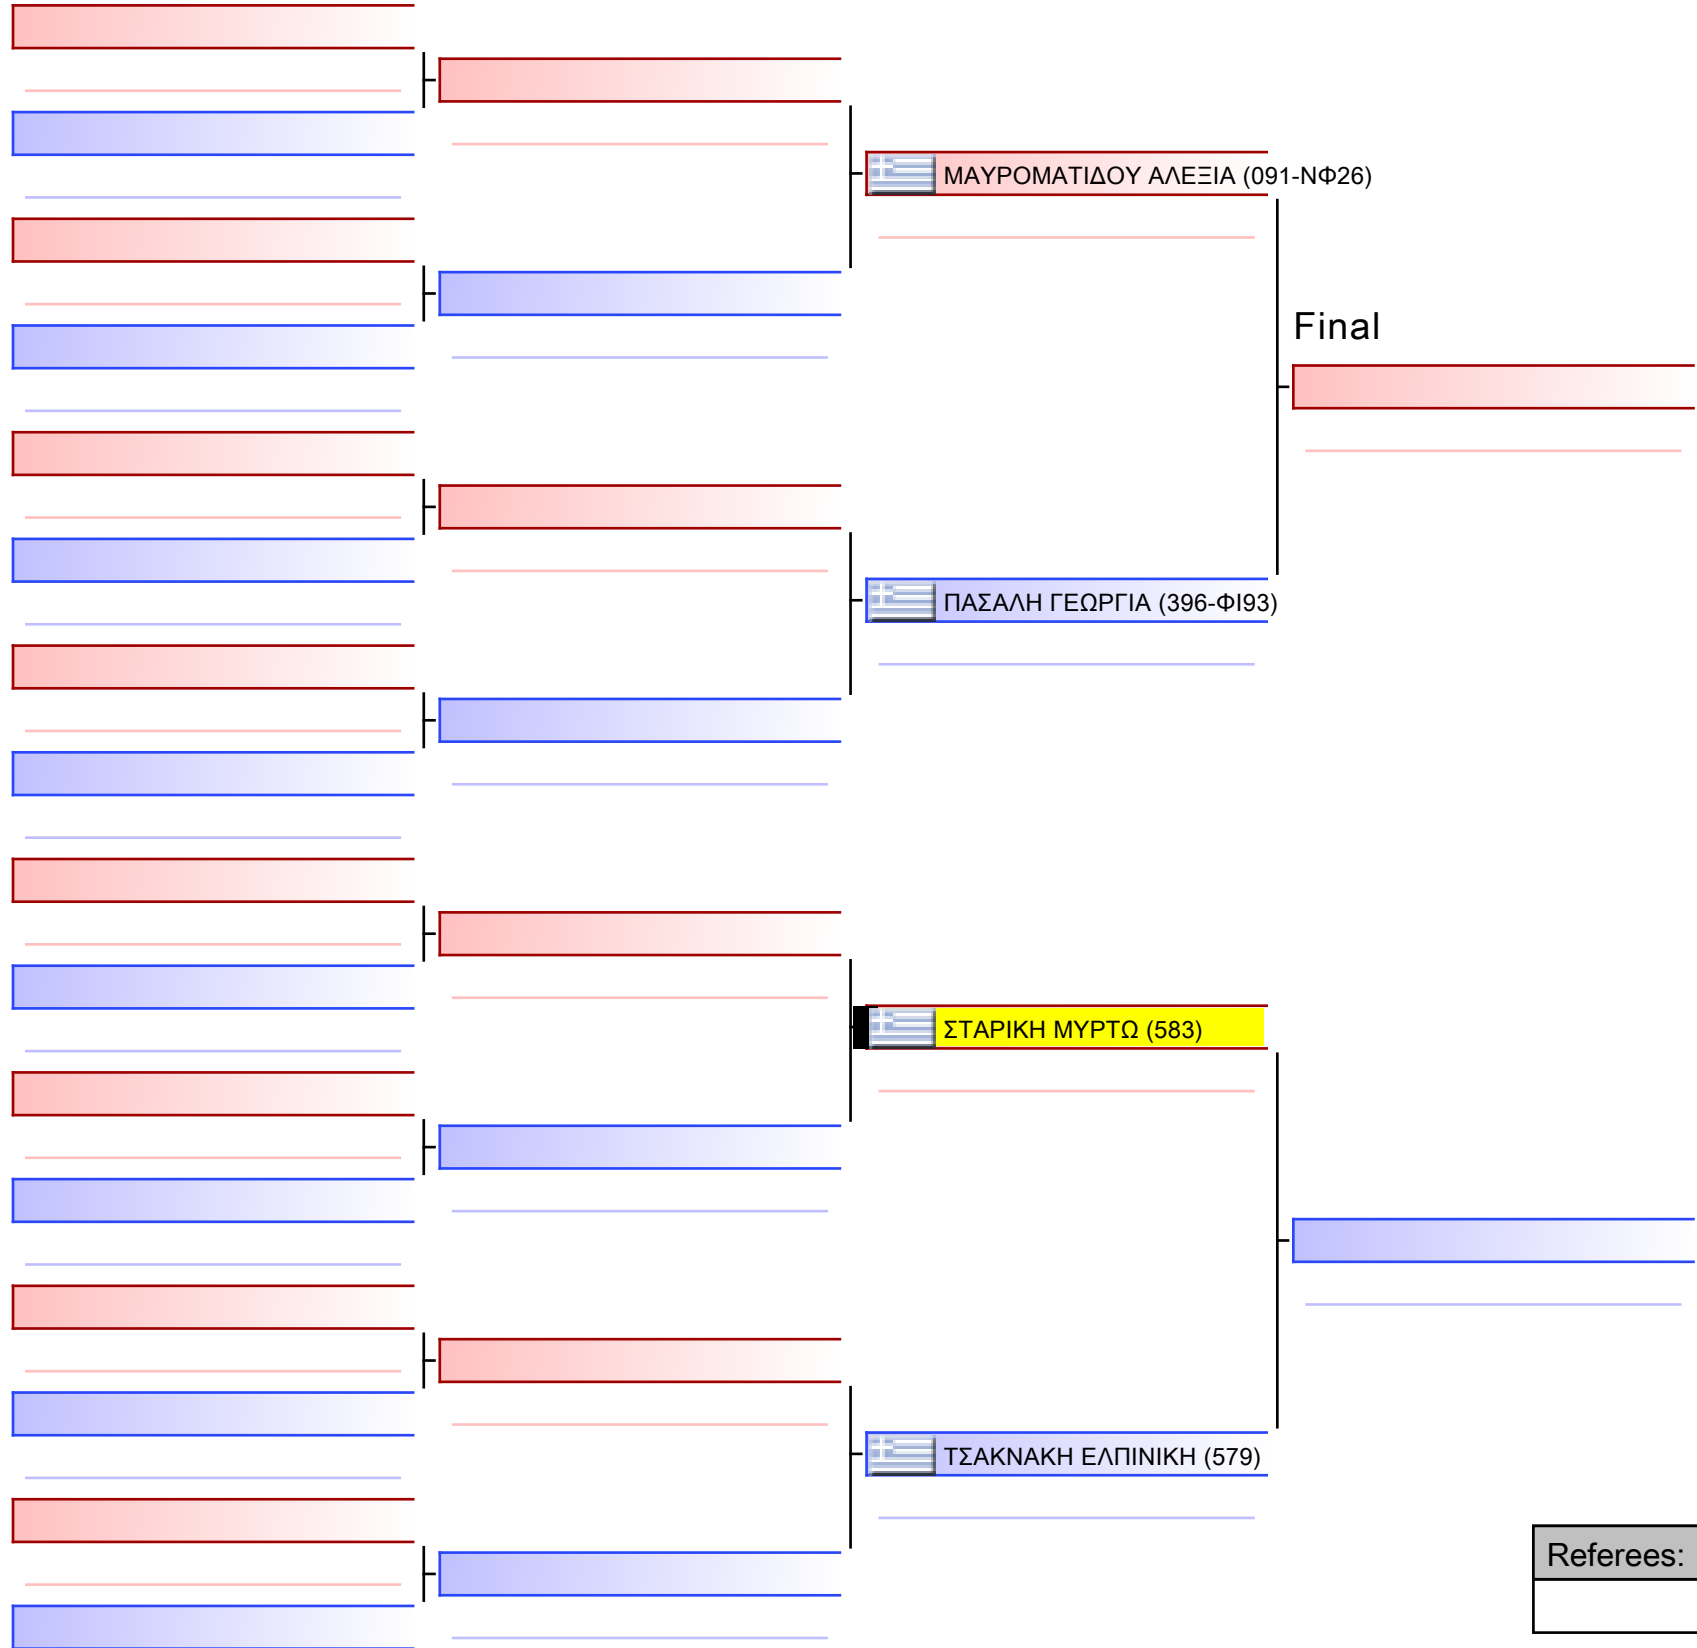 ΜΑΥΡΟΜΑΤΙΔΟΥ ΑΛΕΞΙΑ (091-ΝΦ26)
Final
ΠΑΣΑΛΗ ΓΕΩΡΓΙΑ (396-ΦΙ93)
ΣΤΑΡΙΚΗ ΜΥΡΤΩ (583)
ΤΣΑΚΝΑΚΗ ΕΛΠΙΝΙΚΗ (579)
Referees: